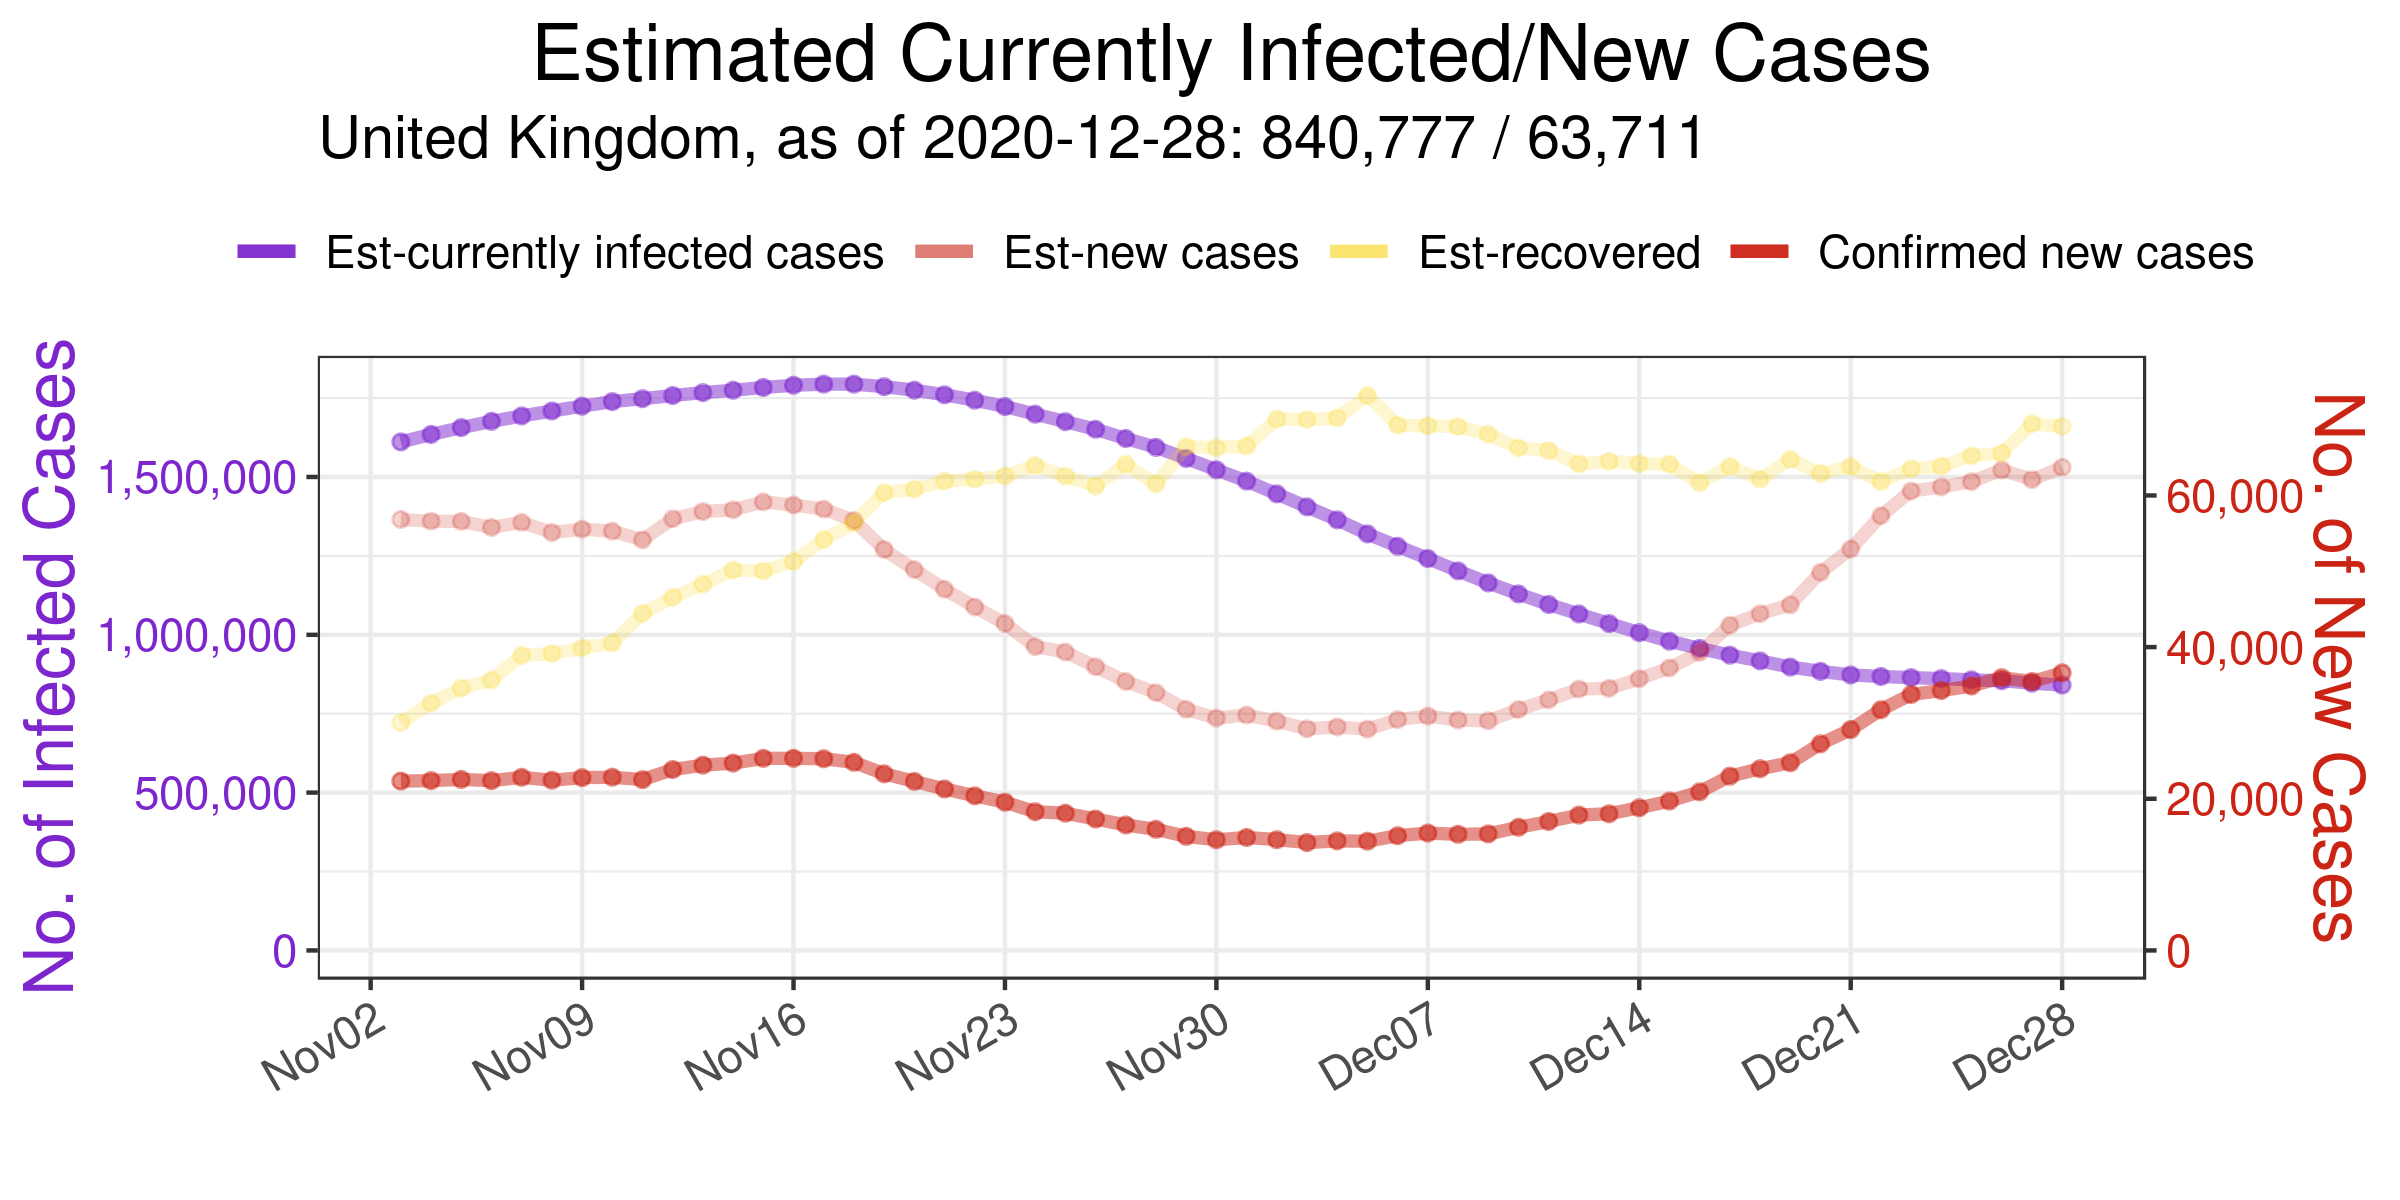 Estimated Currently Infected/New Cases
United Kingdom, as of 2020-12-28: 840,777 / 63,711
Est-currently infected cases Est-new cases Est-recovered Confirmed new cases
No. of Infected Cases
1,500,000
1,000,000
500,000
0
60,000
40,000
20,000
0
No. of New Cases
Nov02 Nov09 Nov16 Nov23 Nov30 Dec07 Dec14 Dec21 Dec28